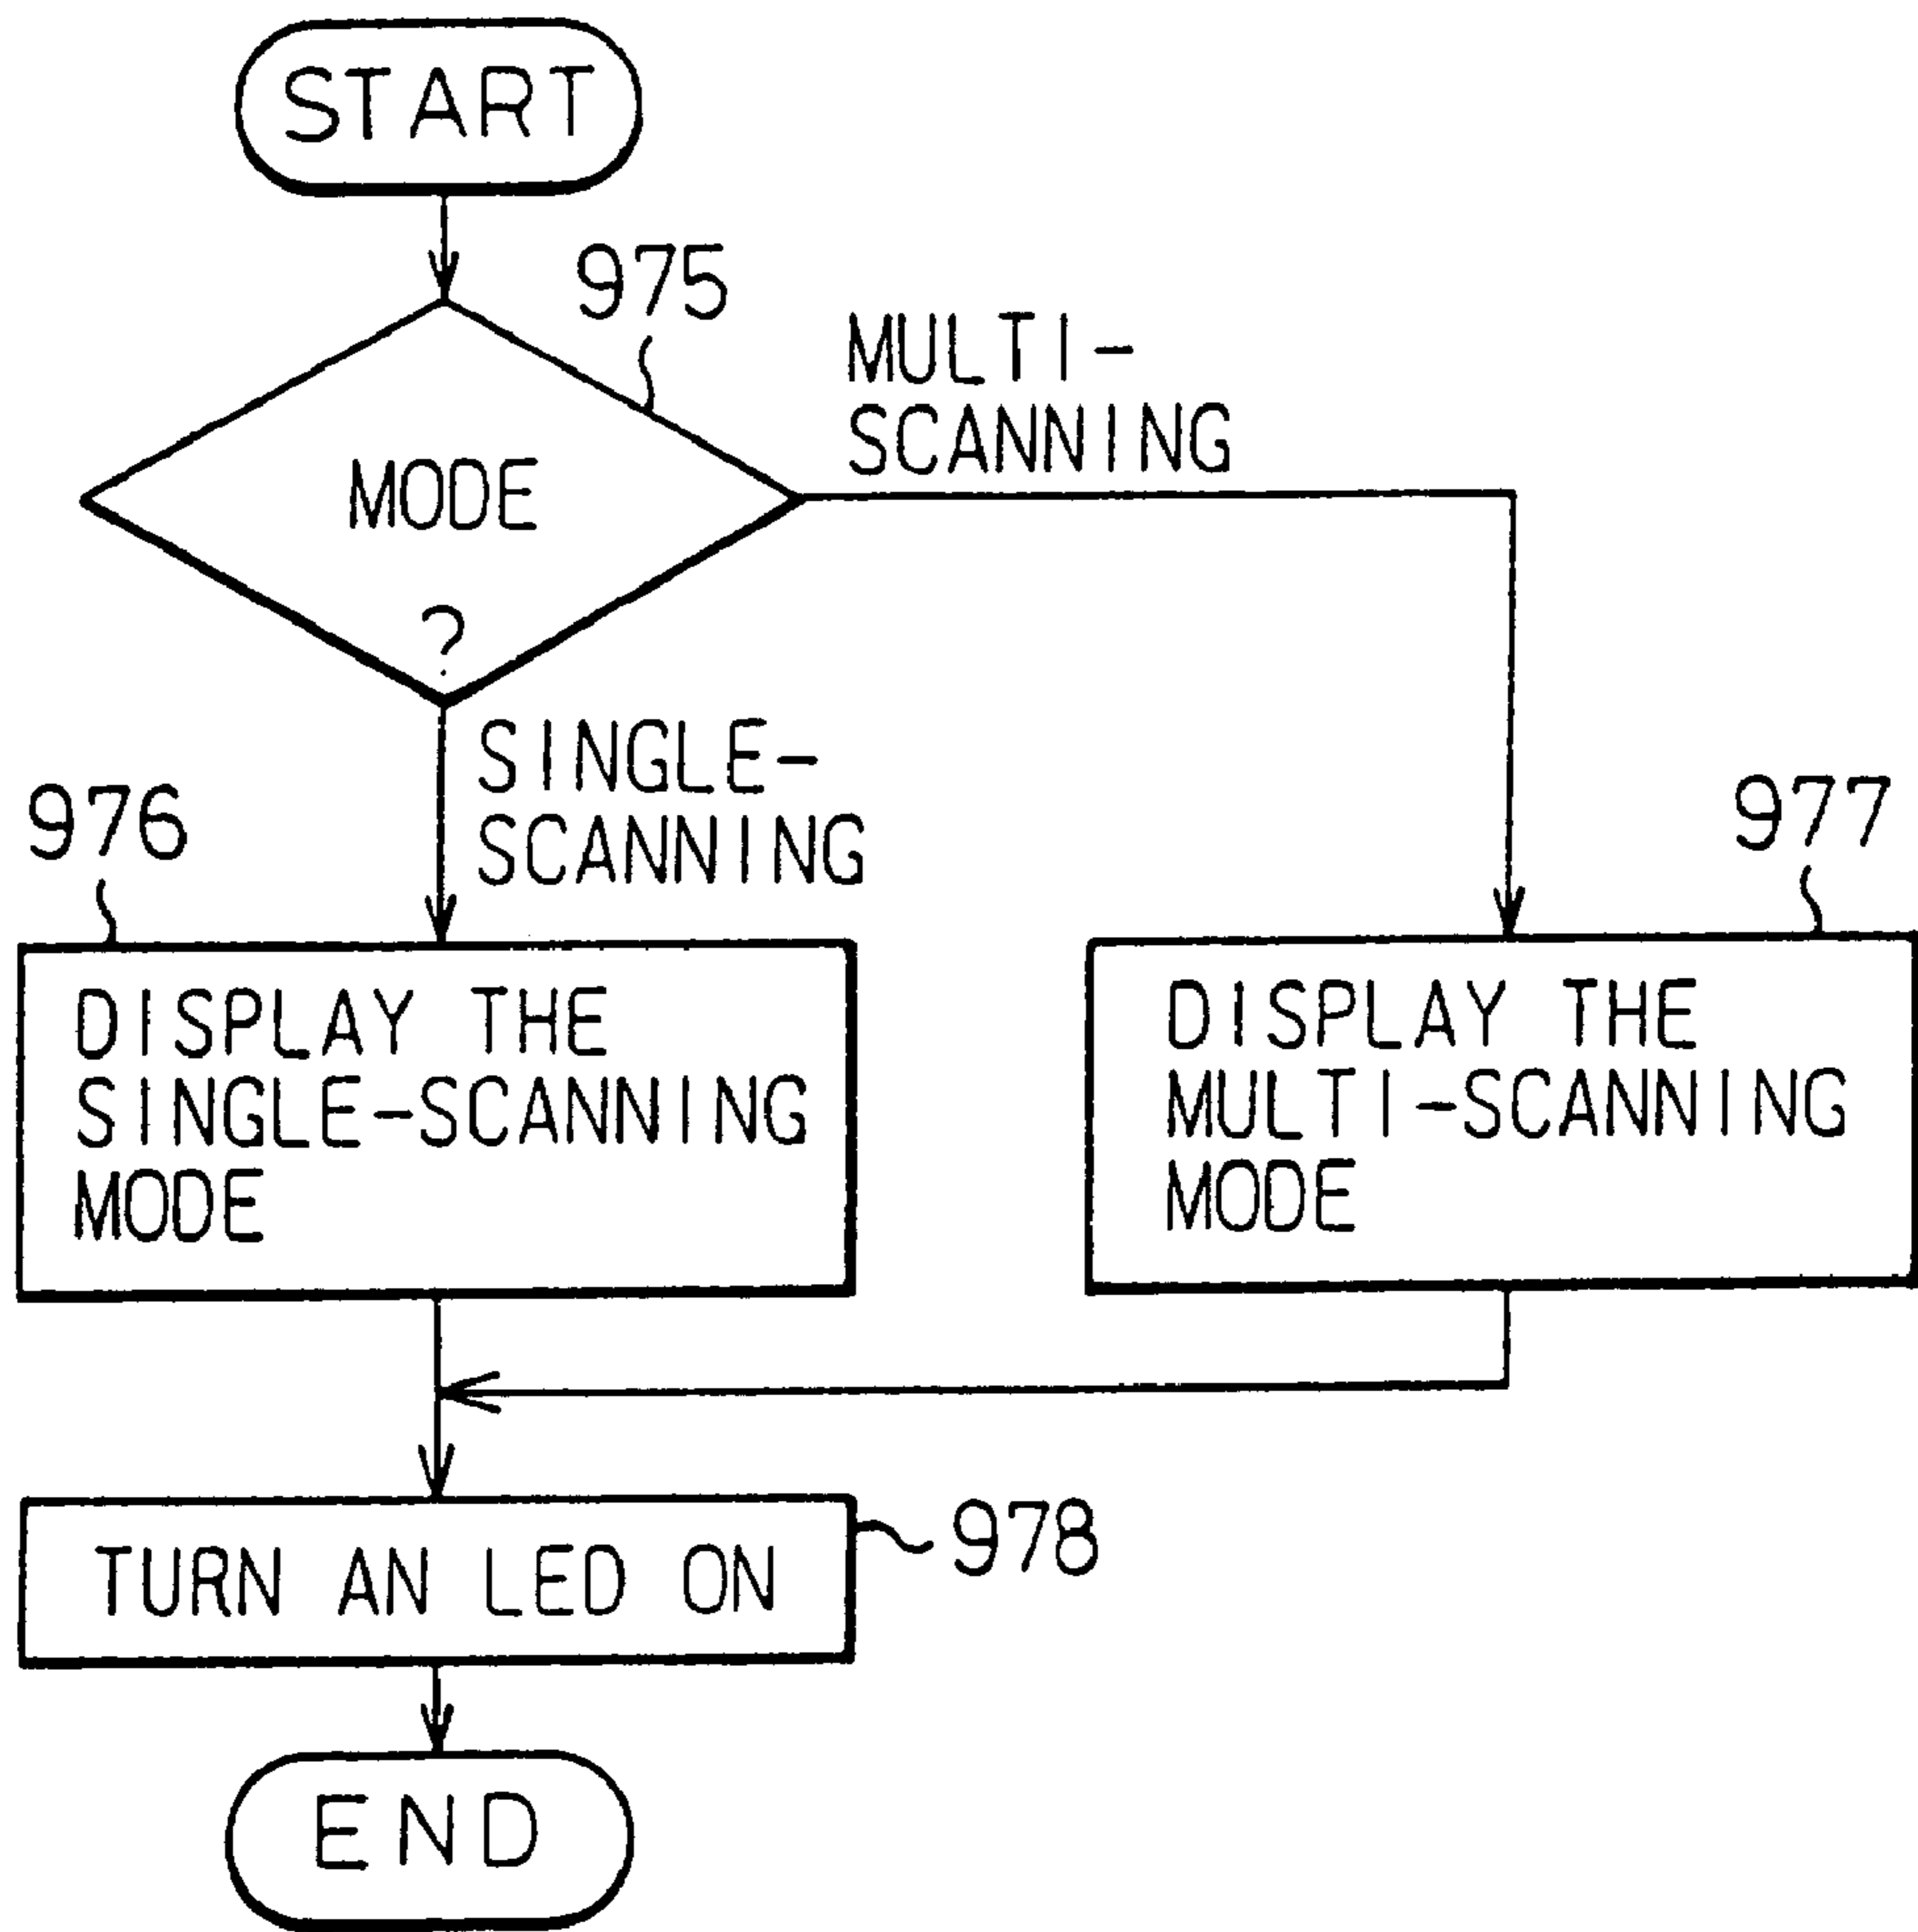 START
975
MULTI-
SCANNING
MODE
?
SINGLE-
SCANNING
976
977
DISPLAY THE
SINGLE-SCANNING
MODE
DISPLAY THE
MULTI-SCANNING
MODE
TURN AN LED ON
978
END